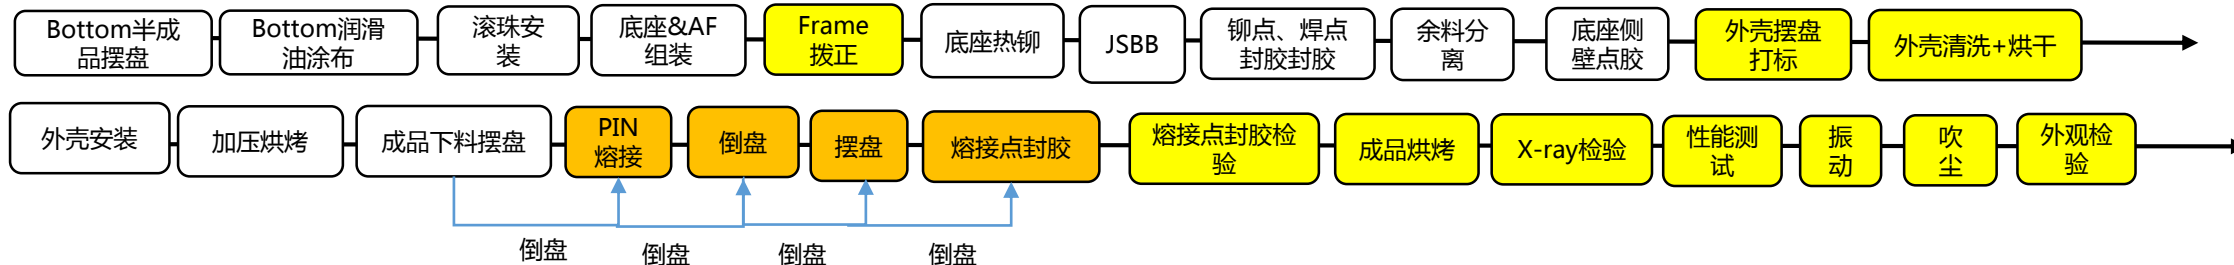 Bottom半成
品摆盘
Bottom润滑
油涂布
滚珠安
装
底座&AF
组装
Frame
拨正
底座热铆
JSBB
铆点、焊点
封胶封胶
余料分
离
底座侧
壁点胶
外壳摆盘
打标
外壳清洗+烘干
外壳安装
加压烘烤
成品下料摆盘
PIN
熔接
倒盘
摆盘
熔接点封胶
熔接点封胶检
验
成品烘烤
X-ray检验
性能测
试
振
动
吹
尘
外观检
验
倒盘
倒盘
倒盘
倒盘